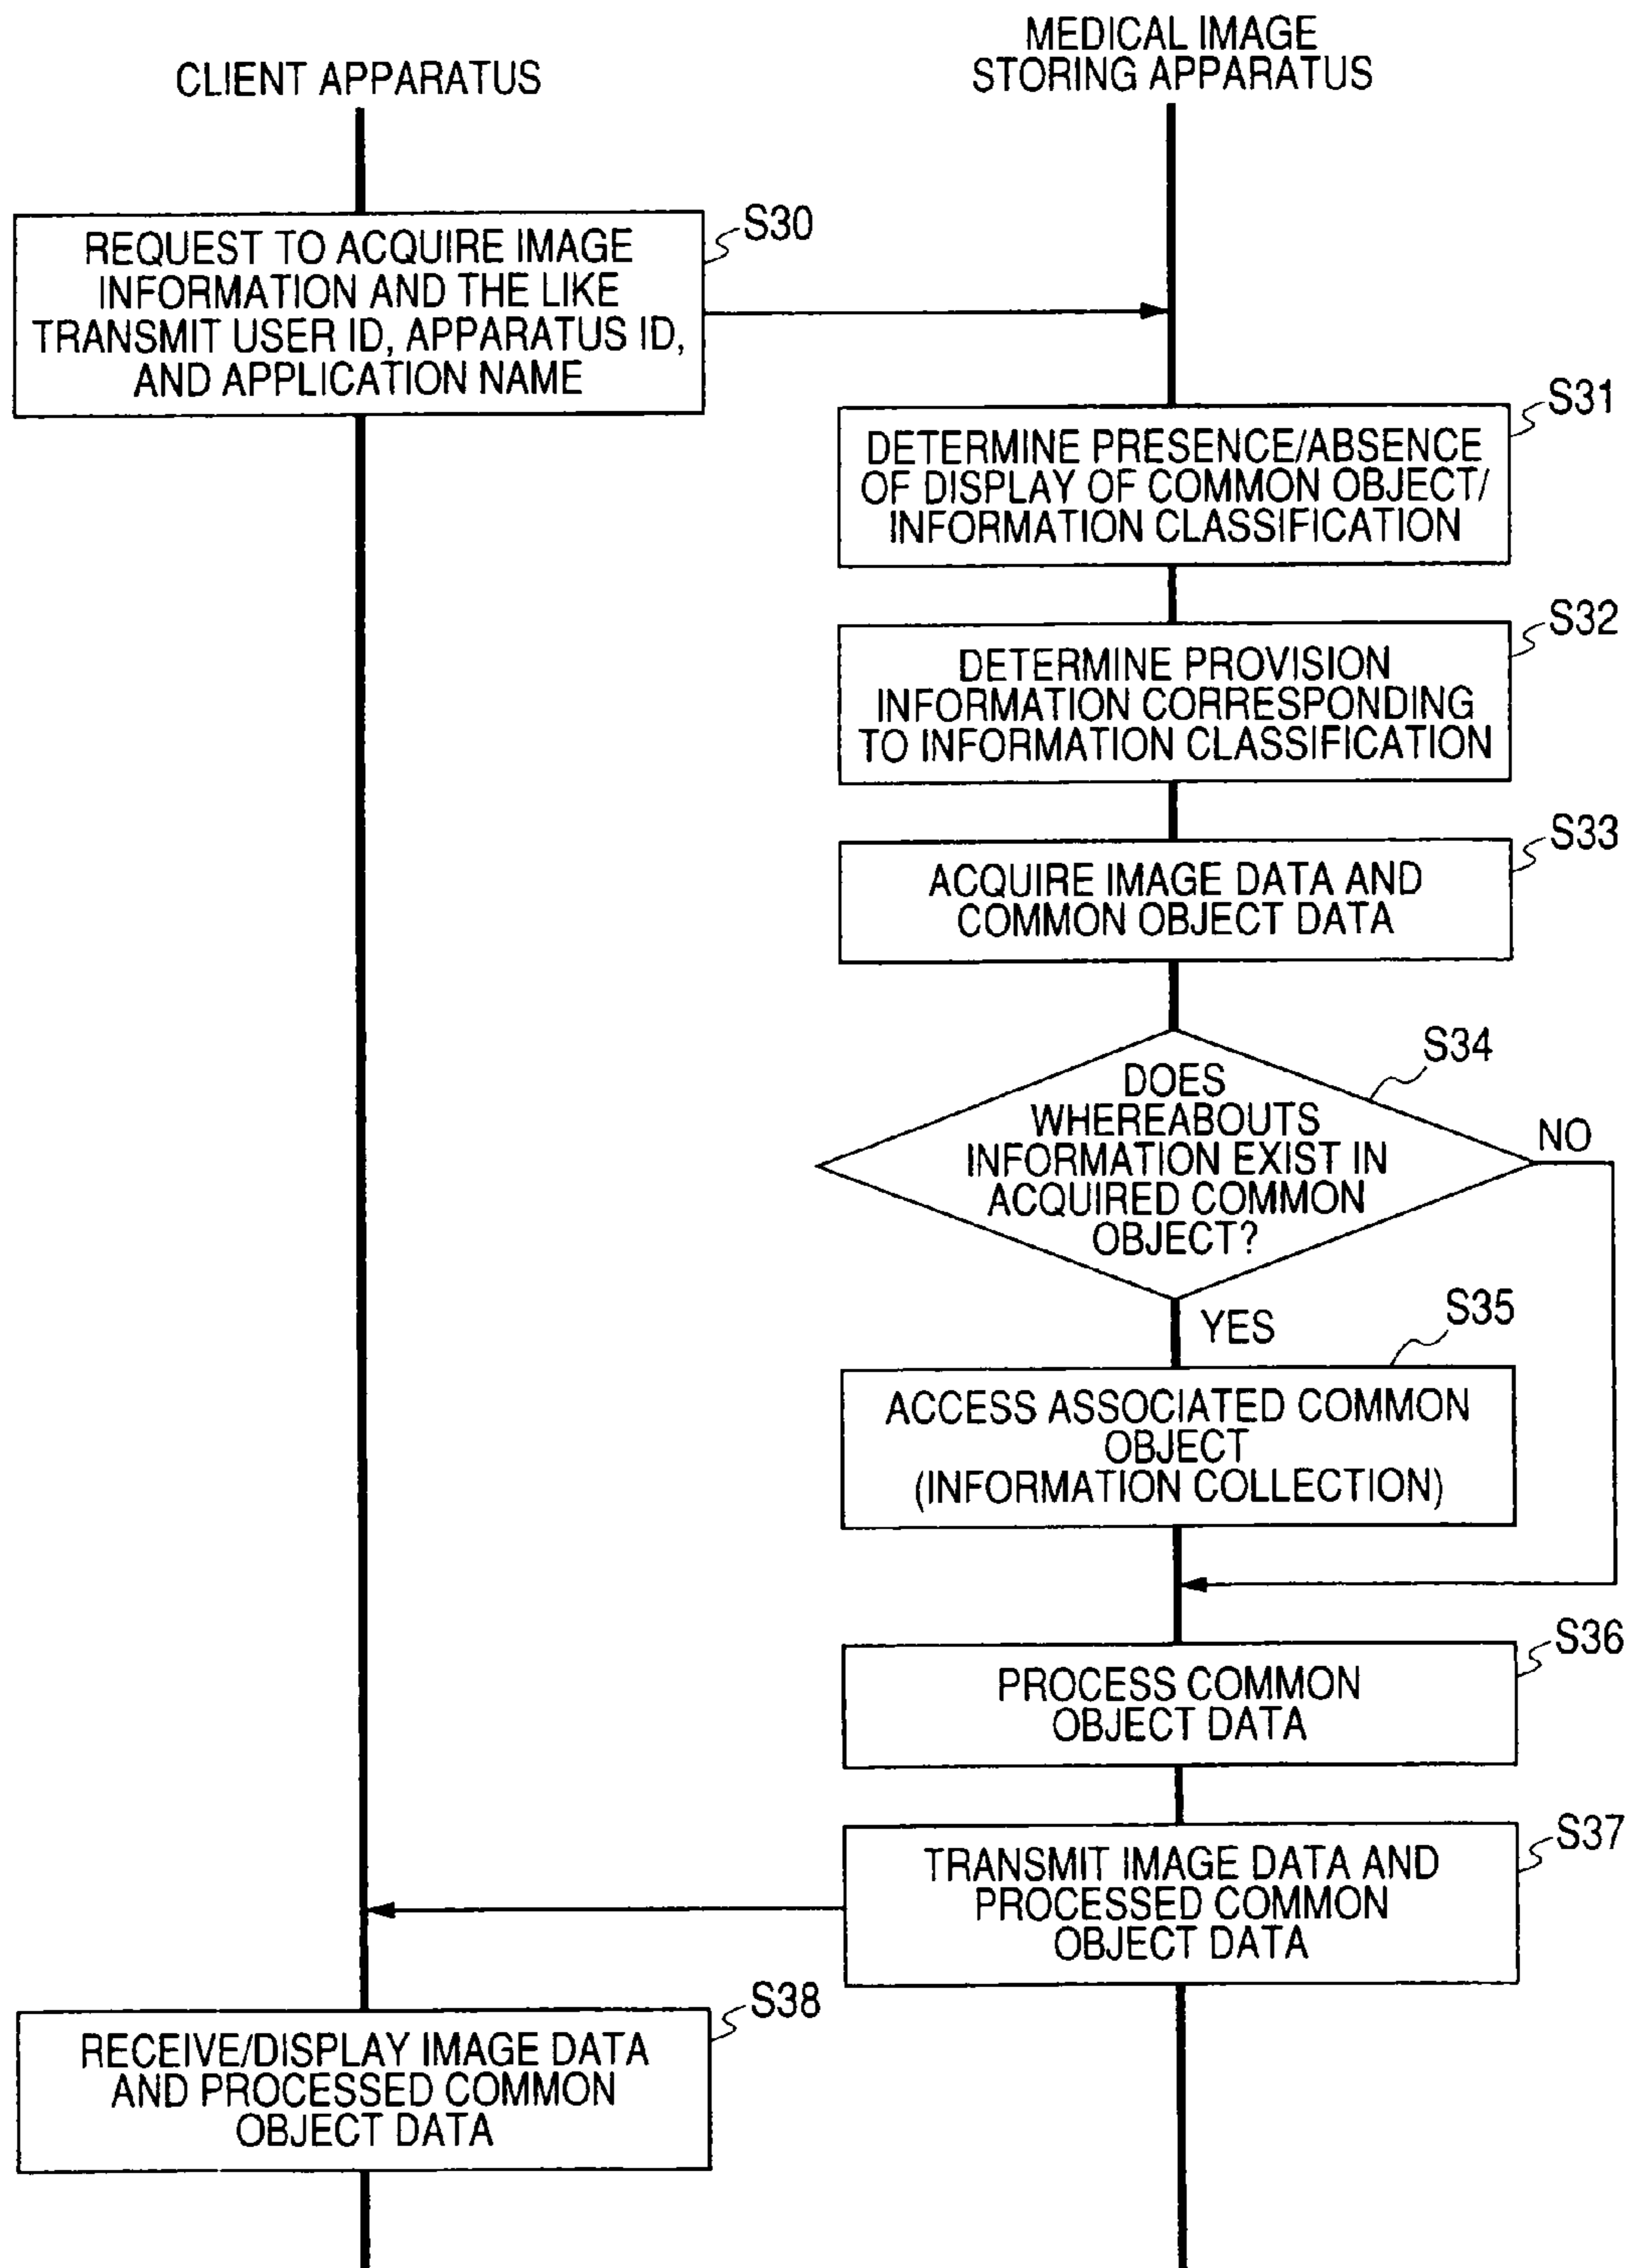 CLIENT APPARATUS
MEDICAL IMAGE
STORING APPARATUS
REQUEST TO ACQUIRE IMAGE
INFORMATION AND THE LIKE
TRANSMIT USER ID, APPARATUS ID,
AND APPLICATION NAME
S30
DETERMINE PRESENCE/ABSENCE
OF DISPLAY OF COMMON OBJECT/
INFORMATION CLASSIFICATION
S31
DETERMINE PROVISION
INFORMATION CORRESPONDING
TO INFORMATION CLASSIFICATION
S32
ACQUIRE IMAGE DATA AND
COMMON OBJECT DATA
S33
DOES
WHEREABOUTS
INFORMATION EXIST IN
ACQUIRED COMMON
OBJECT?
S34
NO
YES
ACCESS ASSOCIATED COMMON
OBJECT
(INFORMATION COLLECTION)
S35
PROCESS COMMON
OBJECT DATA
S36
TRANSMIT IMAGE DATA AND
PROCESSED COMMON
OBJECT DATA
S37
RECEIVE/DISPLAY IMAGE DATA
AND PROCESSED COMMON
OBJECT DATA
S38